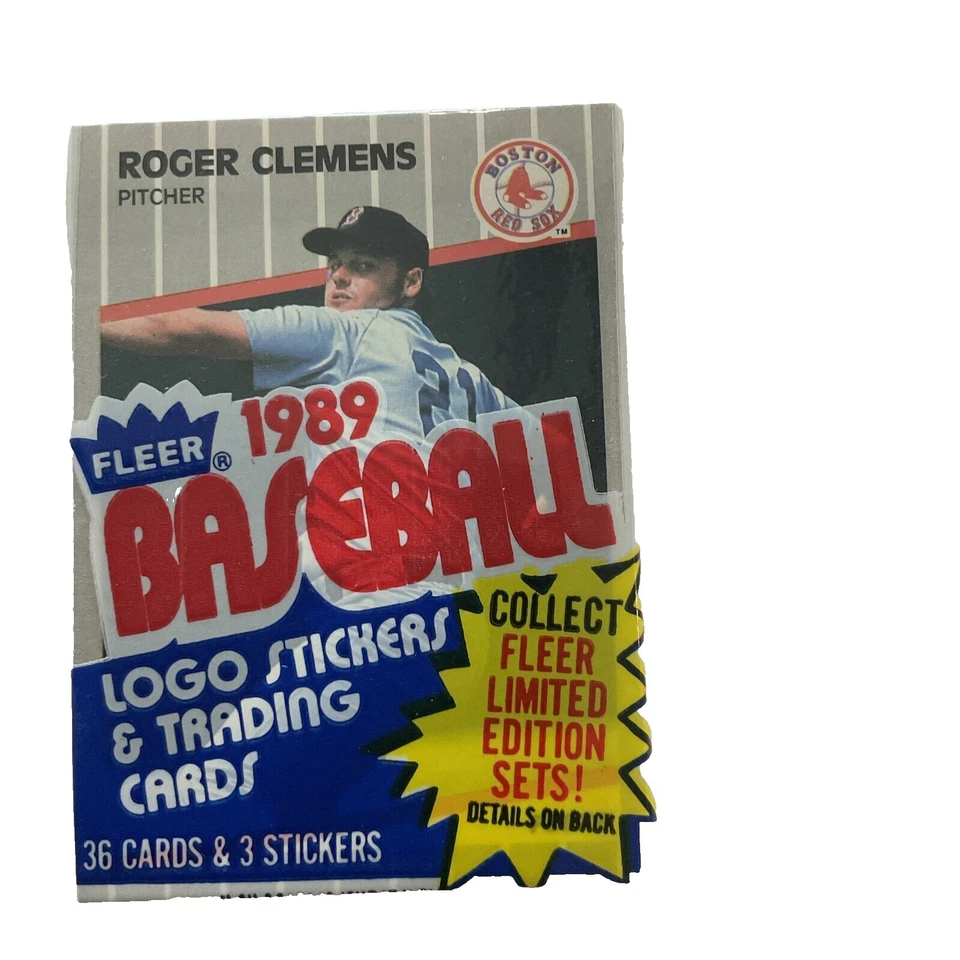 ROGER CLEMENS
PITCHER
BOSTON
RED SOX
TM
B
21
FLEER®
1989
BASEBALL
LOGO STICKERS
& TRADING
CARDS
36 CARDS & 3 STICKERS
COLLECT
FLEER
LIMITED
EDITION
SETS!
DETAILS ON BACK